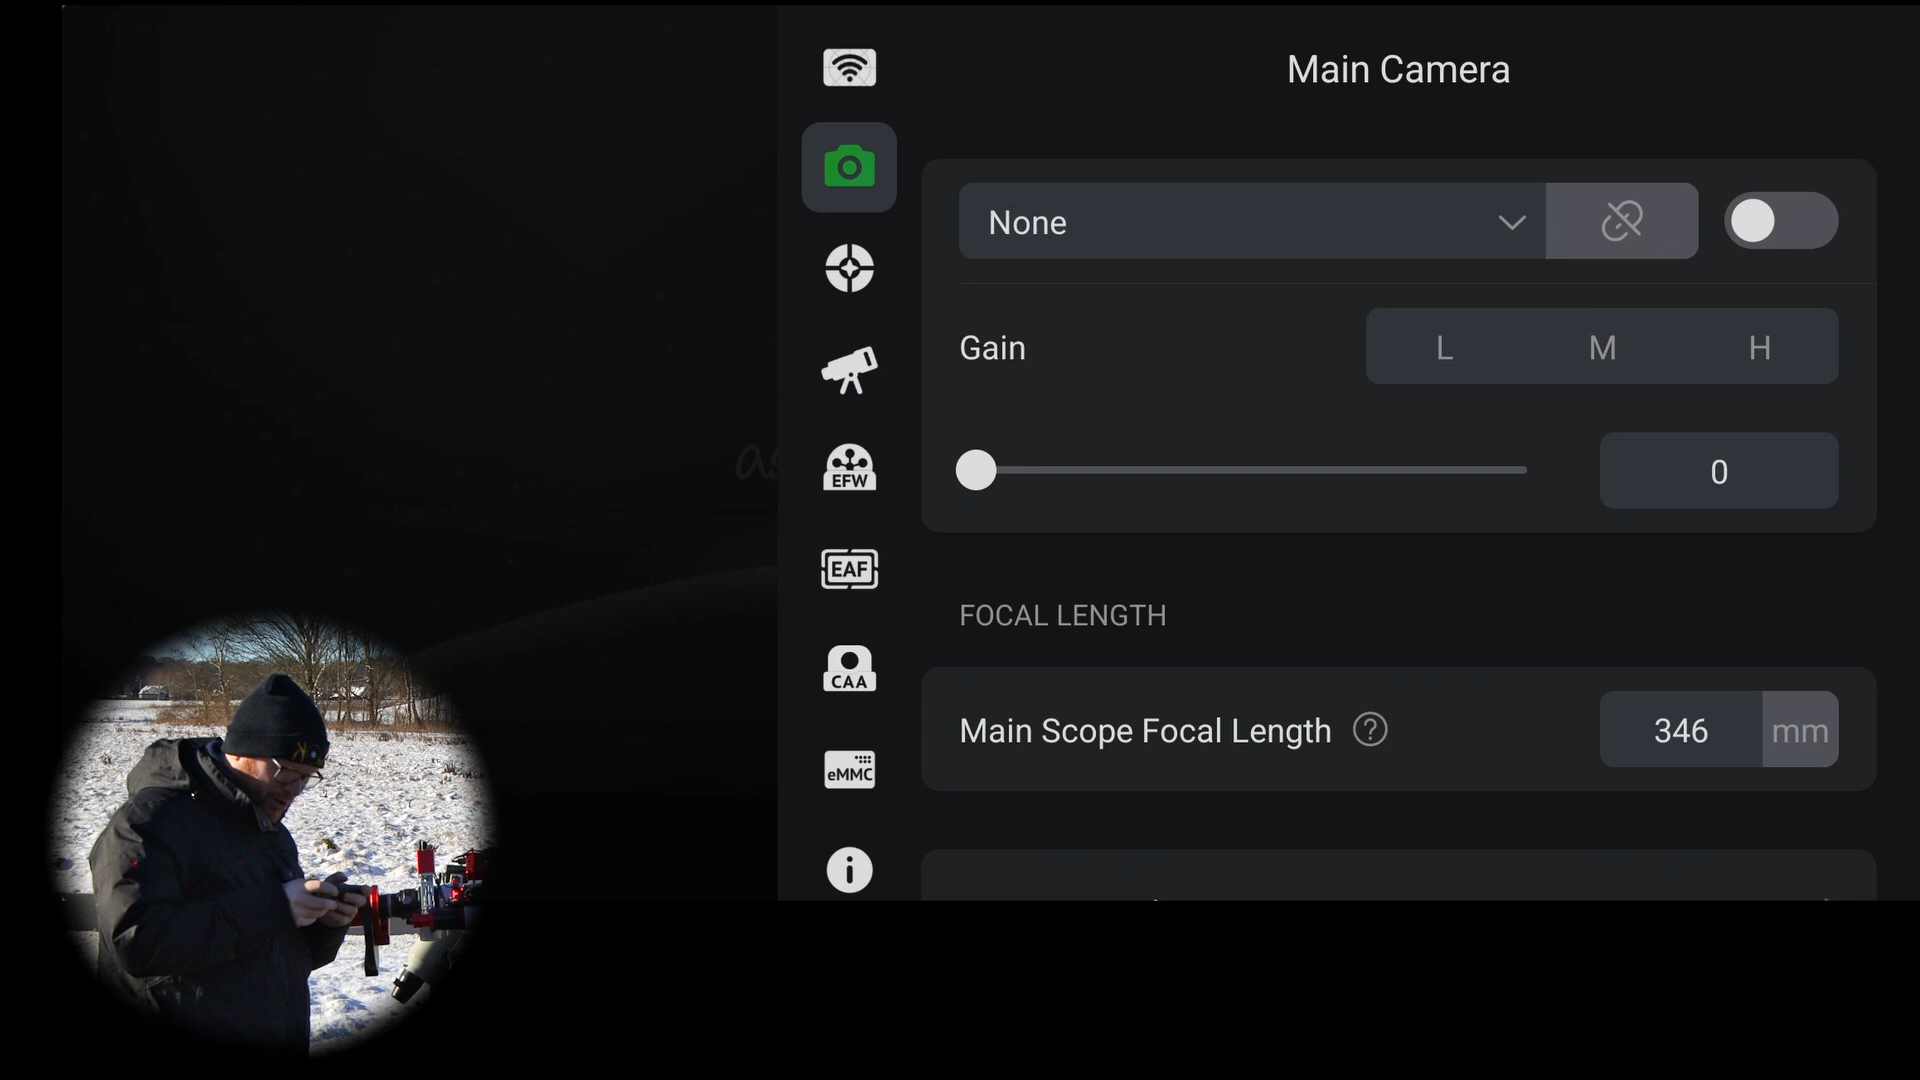 Main Camera
None
Gain
L M H
EFW
0
EAF
FOCAL LENGTH
CAA
Main Scope Focal Length ?
346 mm
eMMC
i